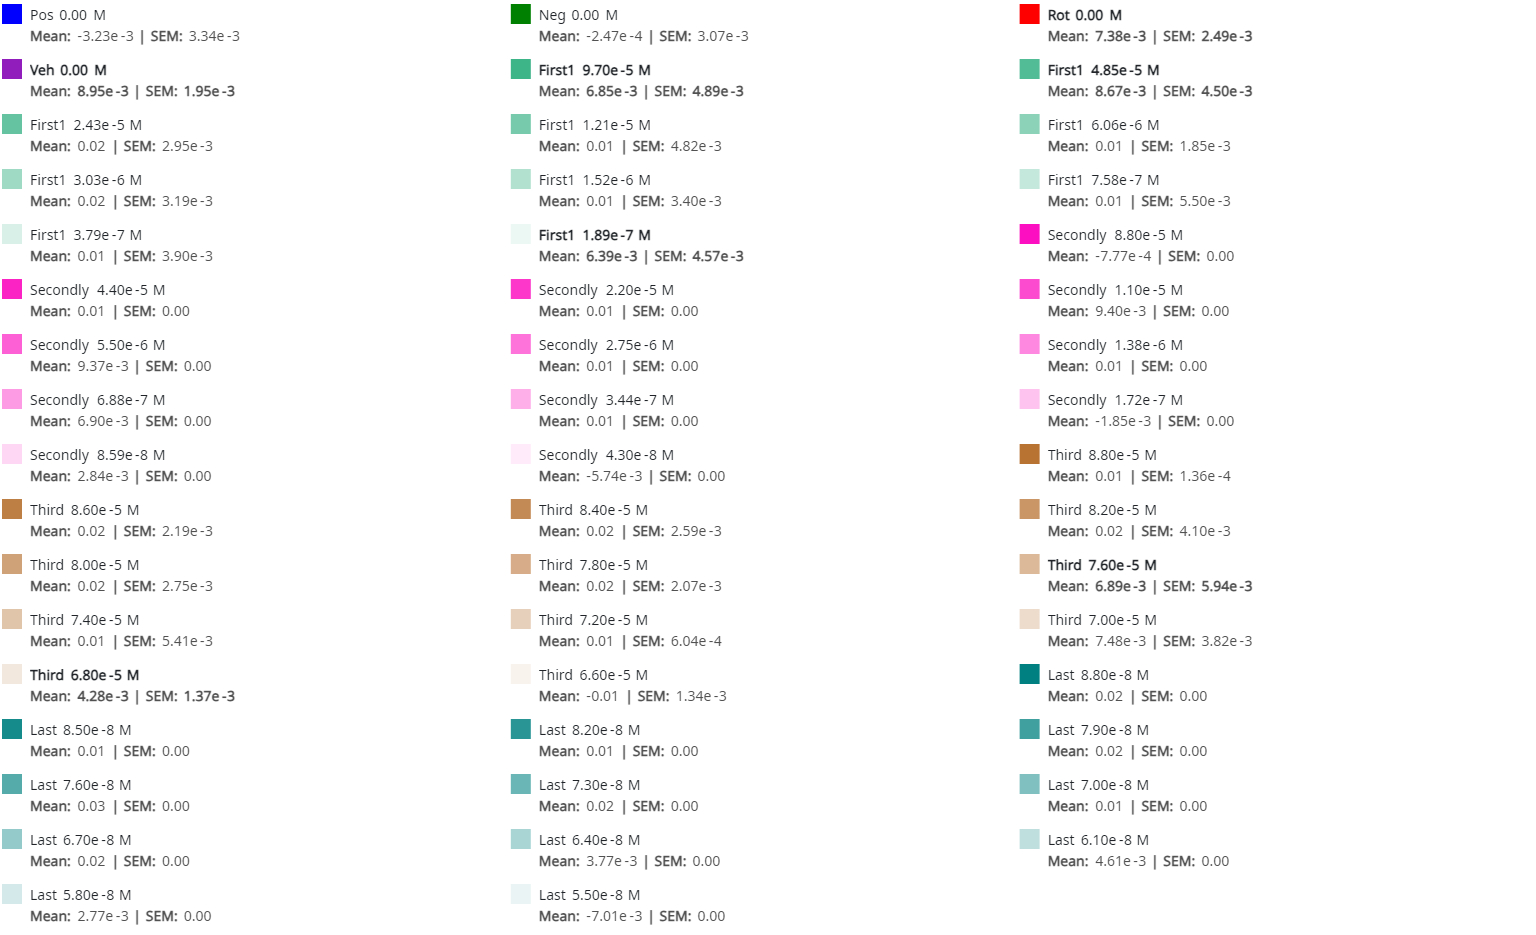 Pos 0.00 M
Mean: -3.23e-3 | SEM: 3.34e-3
Neg 0.00 M
Mean: -2.47e-4 | SEM: 3.07e-3
Rot 0.00 M
Mean: 7.38e-3 | SEM: 2.49e-3
Veh 0.00 M
Mean: 8.95e-3 | SEM: 1.95e-3
First1 9.70e-5 M
Mean: 6.85e-3 | SEM: 4.89e-3
First1 4.85e-5 M
Mean: 8.67e-3 | SEM: 4.50e-3
First1 2.43e-5 M
Mean: 0.02 | SEM: 2.95e-3
First1 1.21e-5 M
Mean: 0.01 | SEM: 4.82e-3
First1 6.06e-6 M
Mean: 0.01 | SEM: 1.85e-3
First1 3.03e-6 M
Mean: 0.02 | SEM: 3.19e-3
First1 1.52e-6 M
Mean: 0.01 | SEM: 3.40e-3
First1 7.58e-7 M
Mean: 0.01 | SEM: 5.50e-3
First1 3.79e-7 M
Mean: 0.01 | SEM: 3.90e-3
First1 1.89e-7 M
Mean: 6.39e-3 | SEM: 4.57e-3
Secondly 8.80e-5 M
Mean: -7.77e-4 | SEM: 0.00
Secondly 4.40e-5 M
Mean: 0.01 | SEM: 0.00
Secondly 2.20e-5 M
Mean: 0.01 | SEM: 0.00
Secondly 1.10e-5 M
Mean: 9.40e-3 | SEM: 0.00
Secondly 5.50e-6 M
Mean: 9.37e-3 | SEM: 0.00
Secondly 2.75e-6 M
Mean: 0.01 | SEM: 0.00
Secondly 1.38e-6 M
Mean: 0.01 | SEM: 0.00
Secondly 6.88e-7 M
Mean: 6.90e-3 | SEM: 0.00
Secondly 3.44e-7 M
Mean: 0.01 | SEM: 0.00
Secondly 1.72e-7 M
Mean: -1.85e-3 | SEM: 0.00
Secondly 8.59e-8 M
Mean: 2.84e-3 | SEM: 0.00
Secondly 4.30e-8 M
Mean: -5.74e-3 | SEM: 0.00
Third 8.80e-5 M
Mean: 0.01 | SEM: 1.36e-4
Third 8.60e-5 M
Mean: 0.02 | SEM: 2.19e-3
Third 8.40e-5 M
Mean: 0.02 | SEM: 2.59e-3
Third 8.20e-5 M
Mean: 0.02 | SEM: 4.10e-3
Third 8.00e-5 M
Mean: 0.02 | SEM: 2.75e-3
Third 7.80e-5 M
Mean: 0.02 | SEM: 2.07e-3
Third 7.60e-5 M
Mean: 6.89e-3 | SEM: 5.94e-3
Third 7.40e-5 M
Mean: 0.01 | SEM: 5.41e-3
Third 7.20e-5 M
Mean: 0.01 | SEM: 6.04e-4
Third 7.00e-5 M
Mean: 7.48e-3 | SEM: 3.82e-3
Third 6.80e-5 M
Mean: 4.28e-3 | SEM: 1.37e-3
Third 6.60e-5 M
Mean: -0.01 | SEM: 1.34e-3
Last 8.80e-8 M
Mean: 0.02 | SEM: 0.00
Last 8.50e-8 M
Mean: 0.01 | SEM: 0.00
Last 8.20e-8 M
Mean: 0.01 | SEM: 0.00
Last 7.90e-8 M
Mean: 0.02 | SEM: 0.00
Last 7.60e-8 M
Mean: 0.03 | SEM: 0.00
Last 7.30e-8 M
Mean: 0.02 | SEM: 0.00
Last 7.00e-8 M
Mean: 0.01 | SEM: 0.00
Last 6.70e-8 M
Mean: 0.02 | SEM: 0.00
Last 6.40e-8 M
Mean: 3.77e-3 | SEM: 0.00
Last 6.10e-8 M
Mean: 4.61e-3 | SEM: 0.00
Last 5.80e-8 M
Mean: 2.77e-3 | SEM: 0.00
Last 5.50e-8 M
Mean: -7.01e-3 | SEM: 0.00